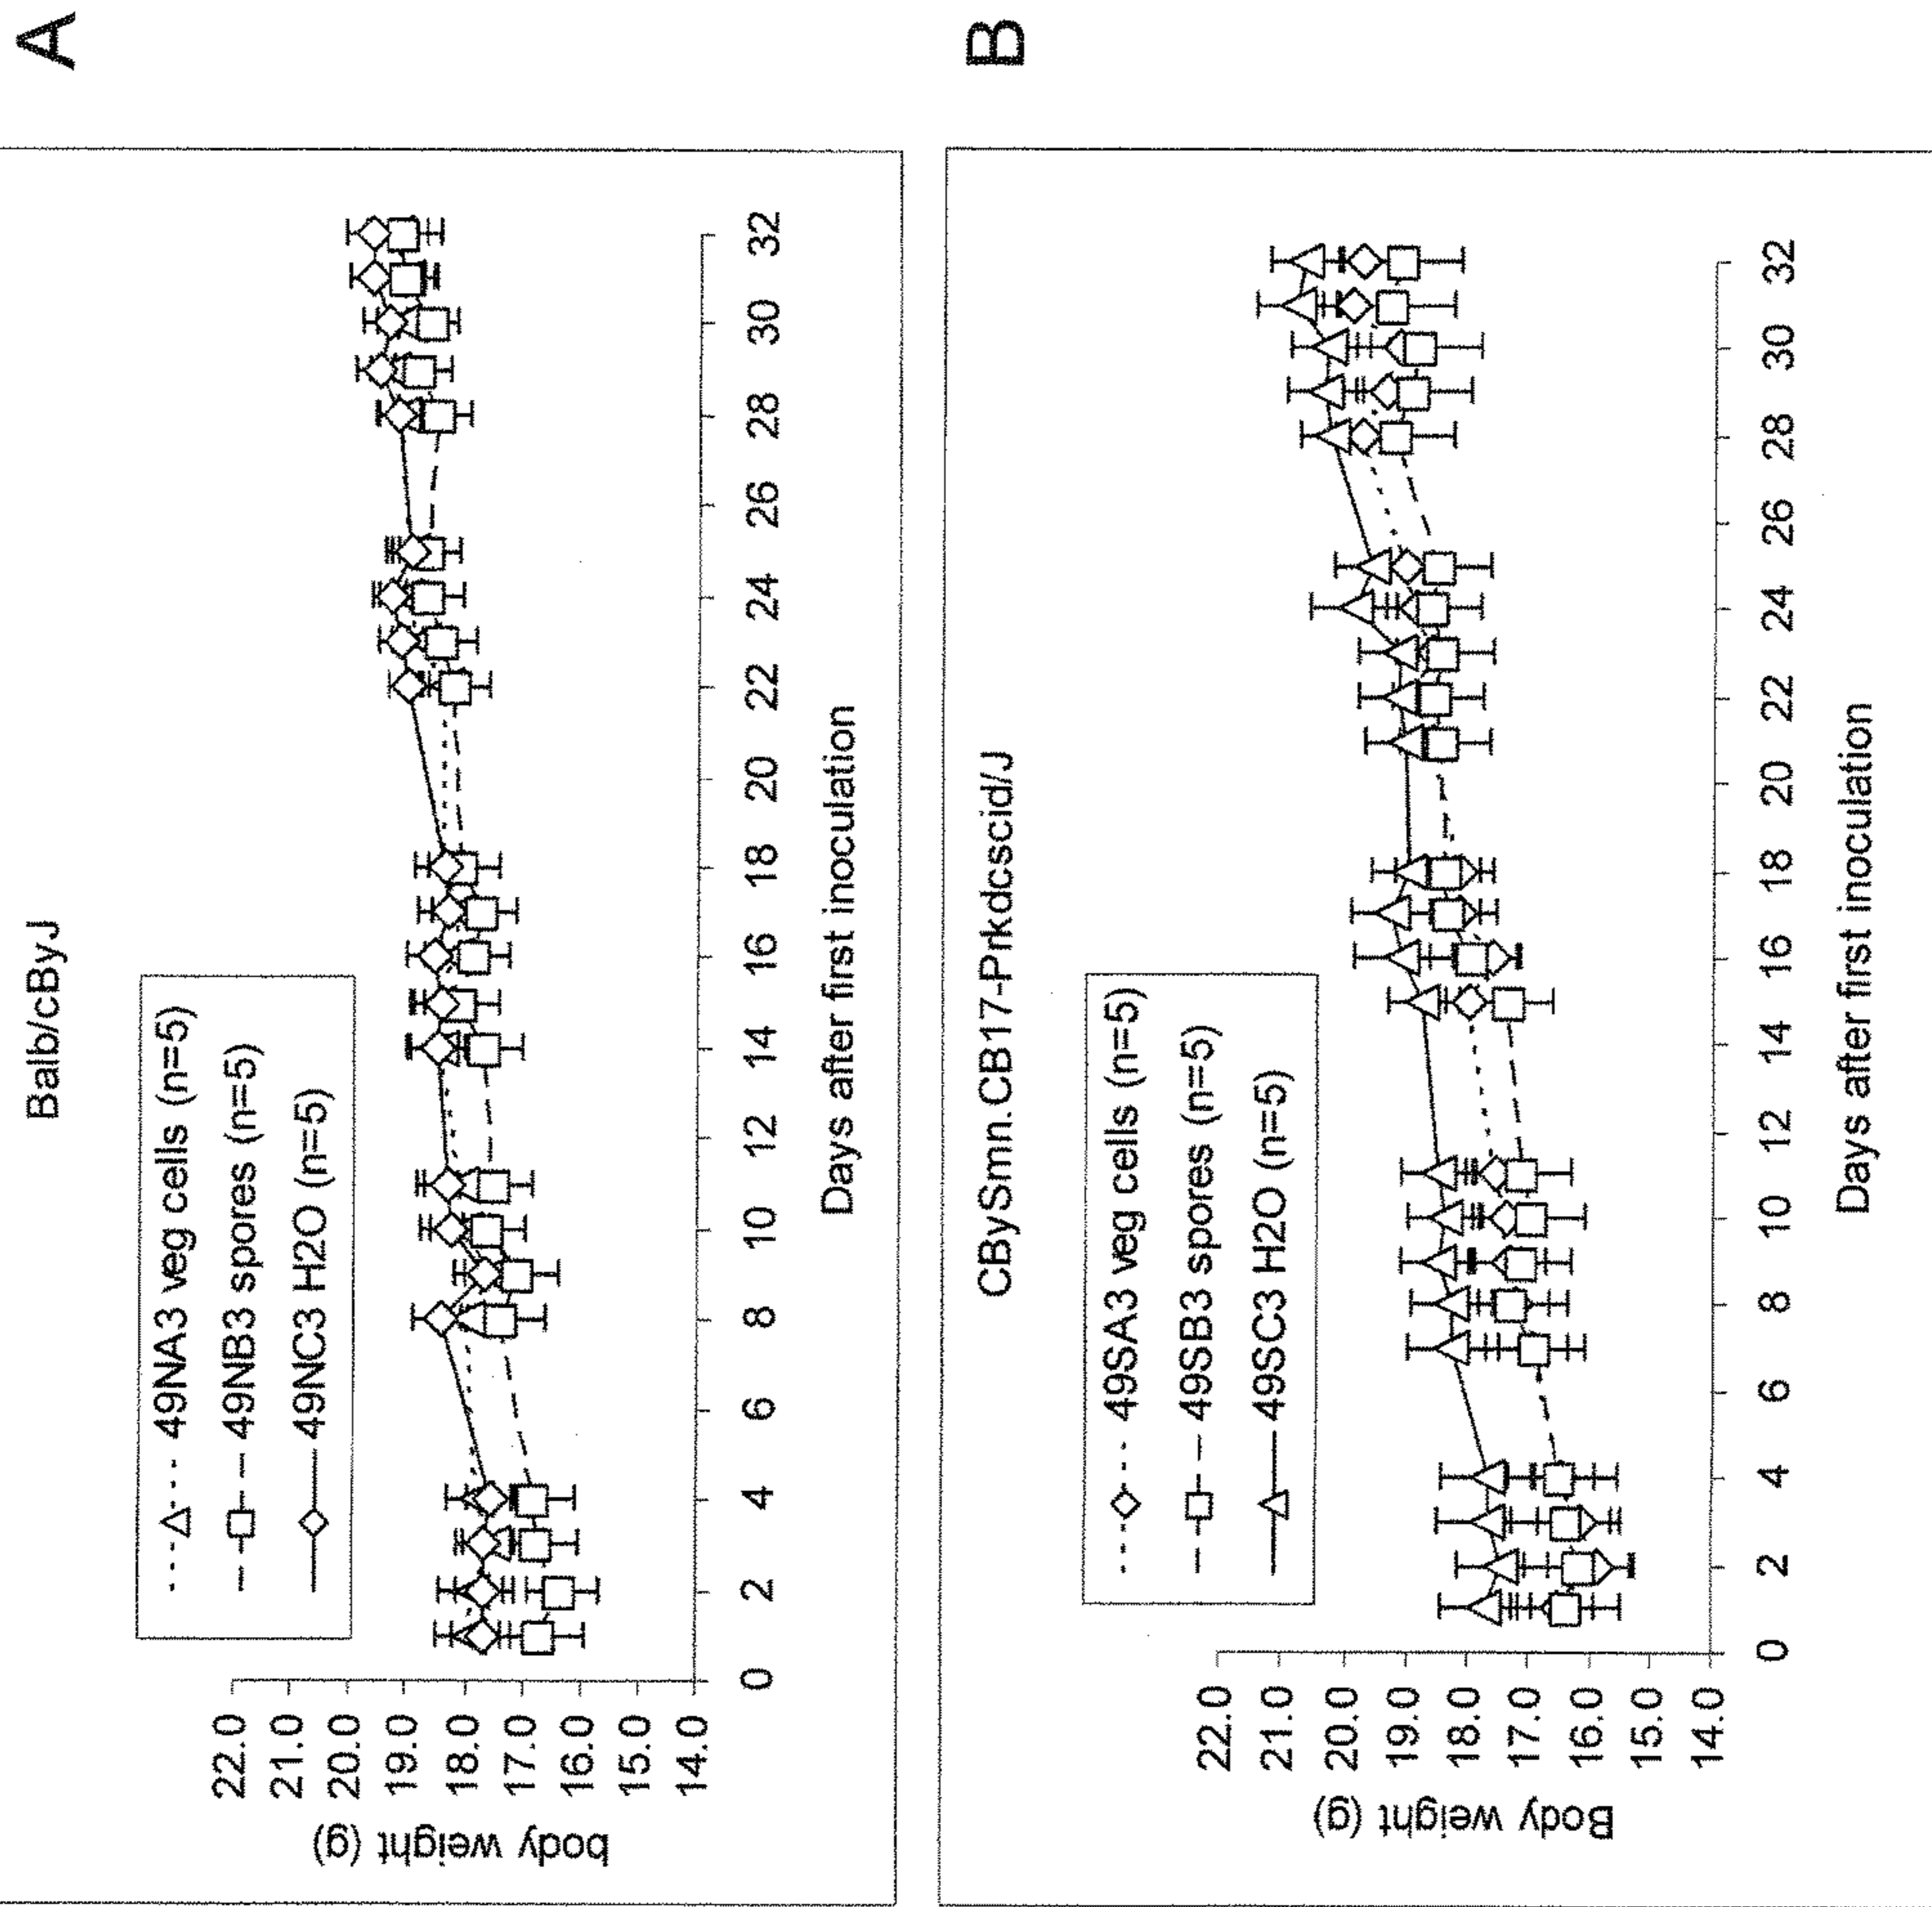 A
Balb/cByJ
49NA3 veg cells (n=5)
49NB3 spores (n=5)
49NC3 H2O (n=5)
body weight (g)
22.0
21.0
20.0
19.0
18.0
17.0
16.0
15.0
14.0
0 2 4 6 8 10 12 14 16 18 20 22 24 26 28 30 32
Days after first inoculation
B
CBySmn.CB17-Prkdcscid/J
49SA3 veg cells (n=5)
49SB3 spores (n=5)
49SC3 H2O (n=5)
Body weight (g)
22.0
21.0
20.0
19.0
18.0
17.0
16.0
15.0
14.0
0 2 4 6 8 10 12 14 16 18 20 22 24 26 28 30 32
Days after first inoculation